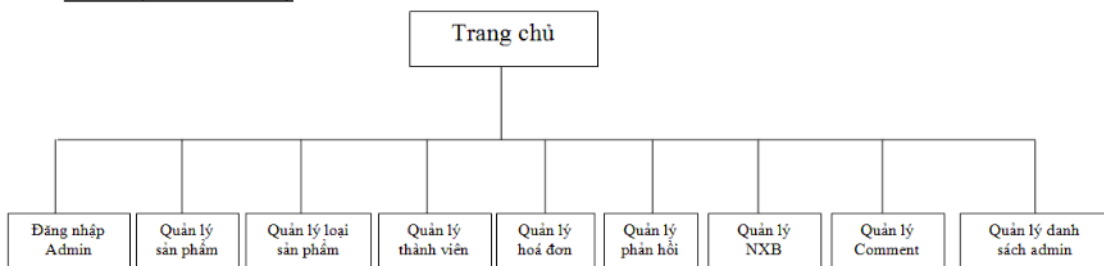 Trang chủ
Đăng nhập
Admin
Quản lý
sản phẩm
Quản lý loại
sản phẩm
Quản lý
thành viên
Quản lý
hoá đơn
Quản lý
phản hồi
Quản lý
NXB
Quản lý
Comment
Quản lý danh
sách admin